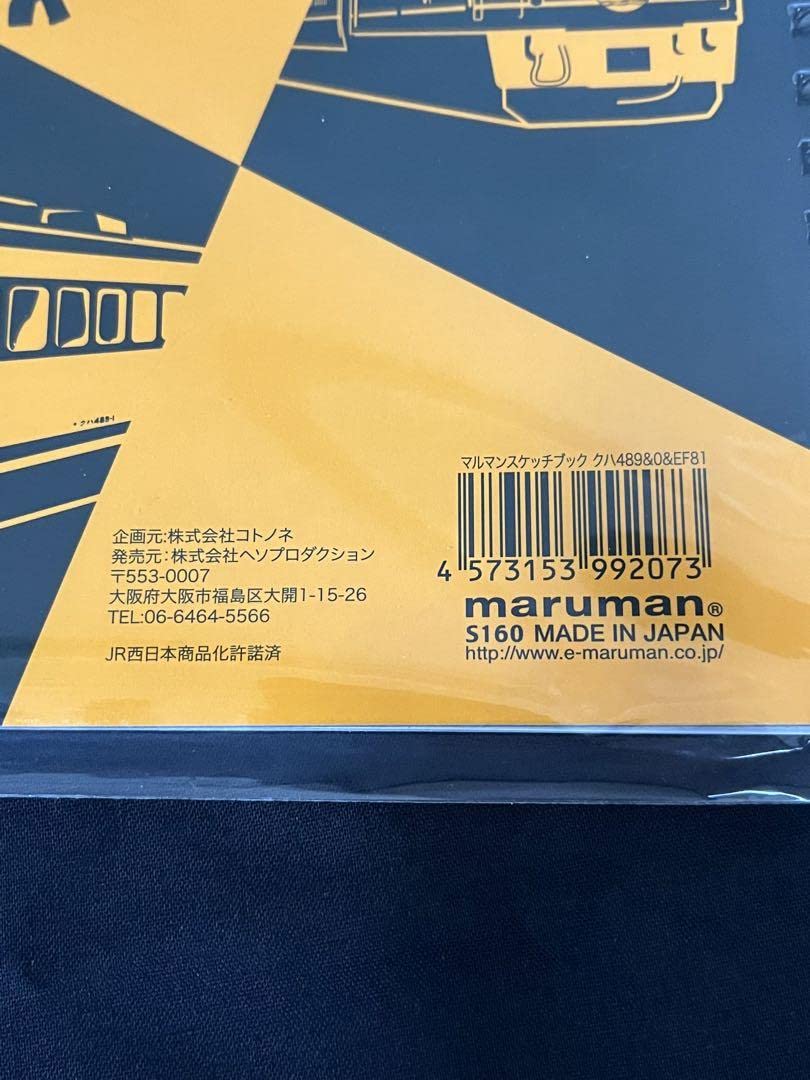 クハ489-1
マルマンスケッチブック クハ489&0&EF81
4 573153 992073
maruman®
S160 MADE IN JAPAN
http://www.e-maruman.co.jp/
企画元:株式会社コトノネ
発売元:株式会社ヘソプロダクション
〒553-0007
大阪府大阪市福島区大開1-15-26
TEL:06-6464-5566
JR西日本商品化許諾済